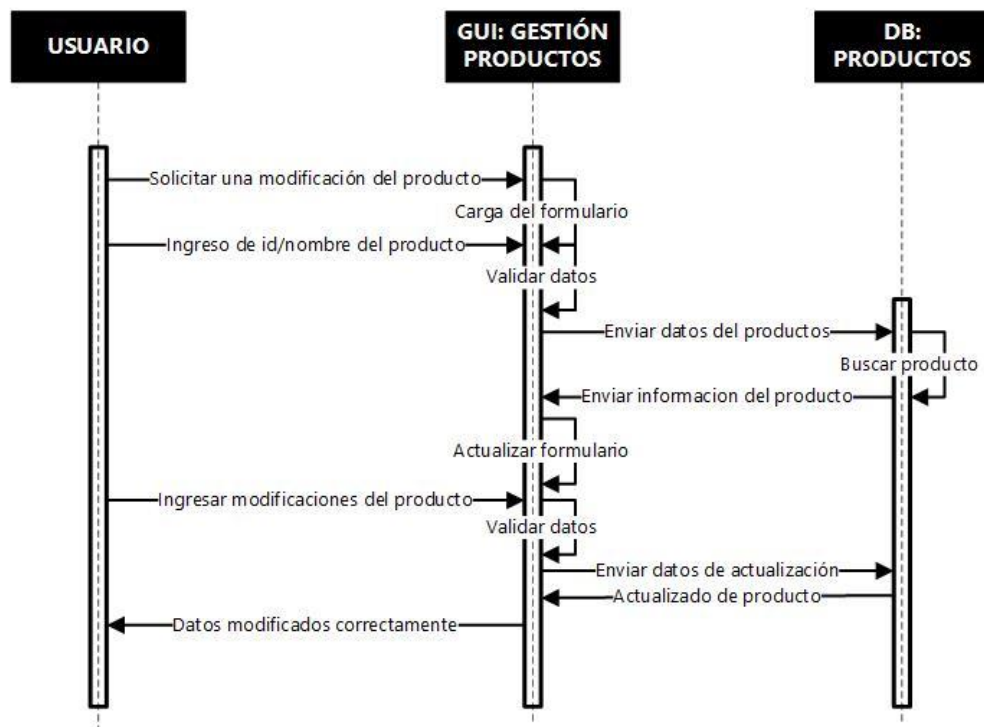 USUARIO
GUI: GESTIÓN
PRODUCTOS
DB:
PRODUCTOS
Solicitar una modificación del producto
Carga del formulario
Ingreso de id/nombre del producto
Validar datos
Enviar datos del productos
Buscar producto
Enviar informacion del producto
Actualizar formulario
Ingresar modificaciones del producto
Validar datos
Enviar datos de actualización
Actualizado de producto
Datos modificados correctamente